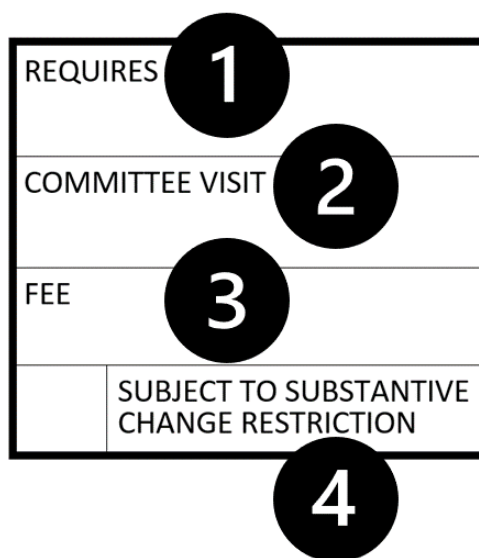 REQUIRES 1
COMMITTEE VISIT 2
FEE 3
SUBJECT TO SUBSTANTIVE
CHANGE RESTRICTION
4